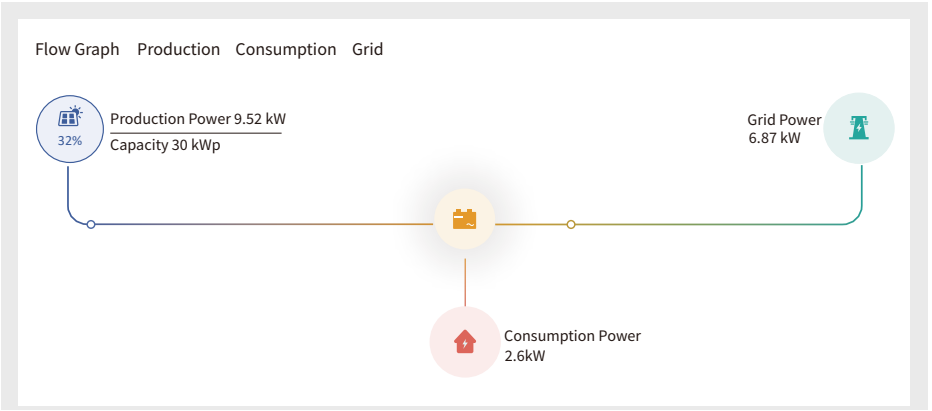 Flow Graph Production Consumption Grid
32%
Production Power 9.52 kW
Capacity 30 kWp
Grid Power
6.87 kW
Consumption Power
2.6kW